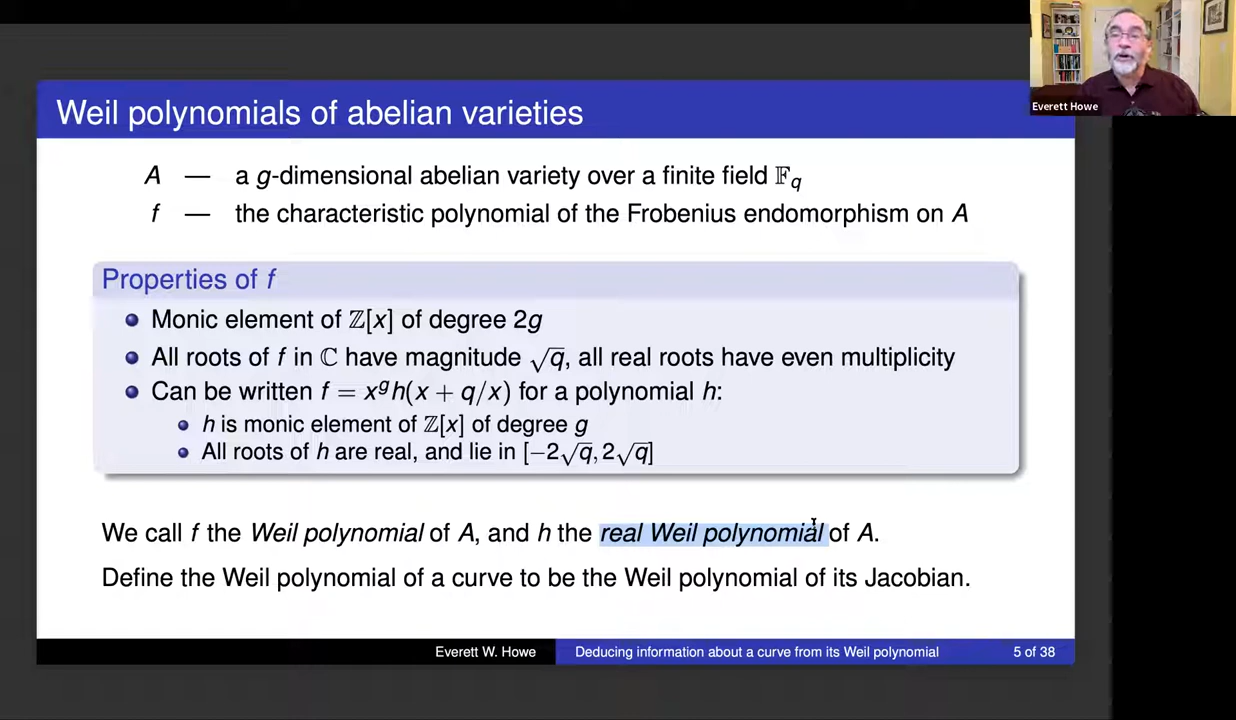 Everett Howe
Weil polynomials of abelian varieties
A — a g-dimensional abelian variety over a finite field 𝔽_q
f — the characteristic polynomial of the Frobenius endomorphism on A
Properties of f
Monic element of ℤ[x] of degree 2g
All roots of f in ℂ have magnitude √q, all real roots have even multiplicity
Can be written f = x^g h(x + q/x) for a polynomial h:
h is monic element of ℤ[x] of degree g
All roots of h are real, and lie in [−2√q, 2√q]
We call f the Weil polynomial of A, and h the real Weil polynomial of A.
Define the Weil polynomial of a curve to be the Weil polynomial of its Jacobian.
Everett W. Howe Deducing information about a curve from its Weil polynomial 5 of 38